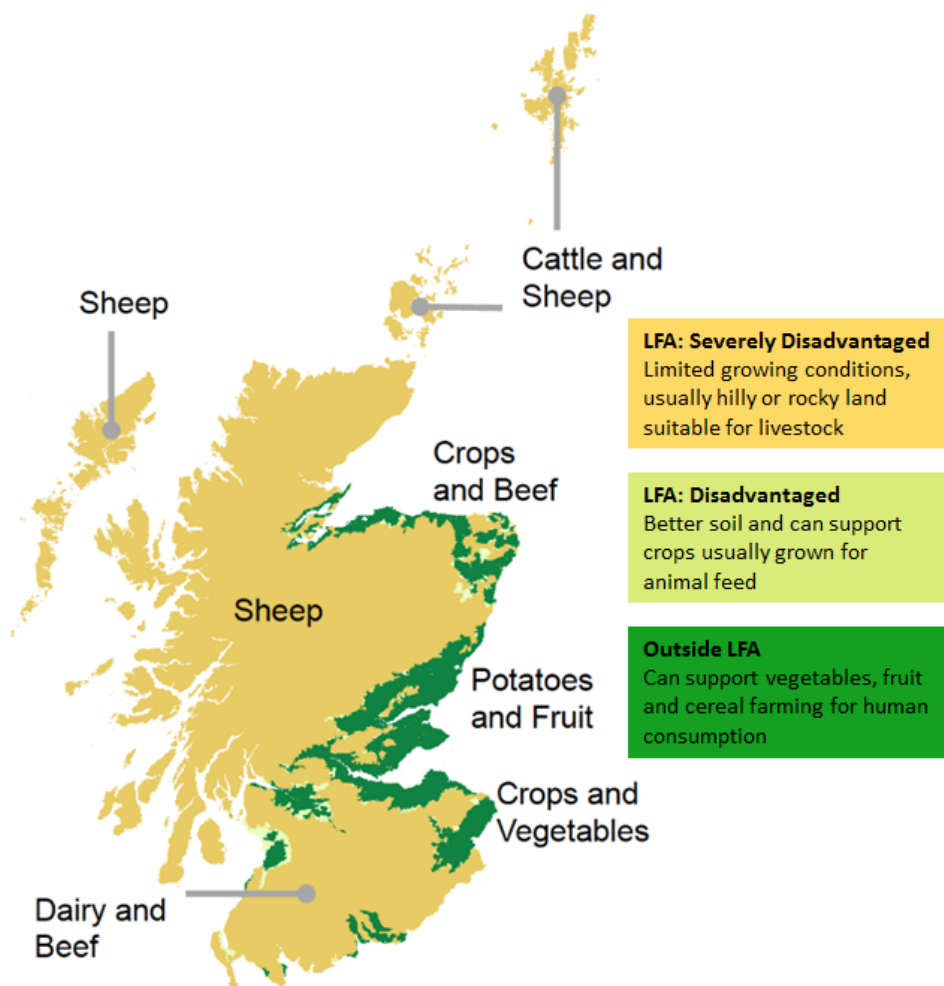 Cattle and
Sheep
Sheep
LFA: Severely Disadvantaged
Limited growing conditions,
usually hilly or rocky land
suitable for livestock
Crops
and Beef
LFA: Disadvantaged
Better soil and can support
crops usually grown for
animal feed
Sheep
Outside LFA
Can support vegetables, fruit
and cereal farming for human
consumption
Potatoes
and Fruit
Crops and
Vegetables
Dairy and
Beef